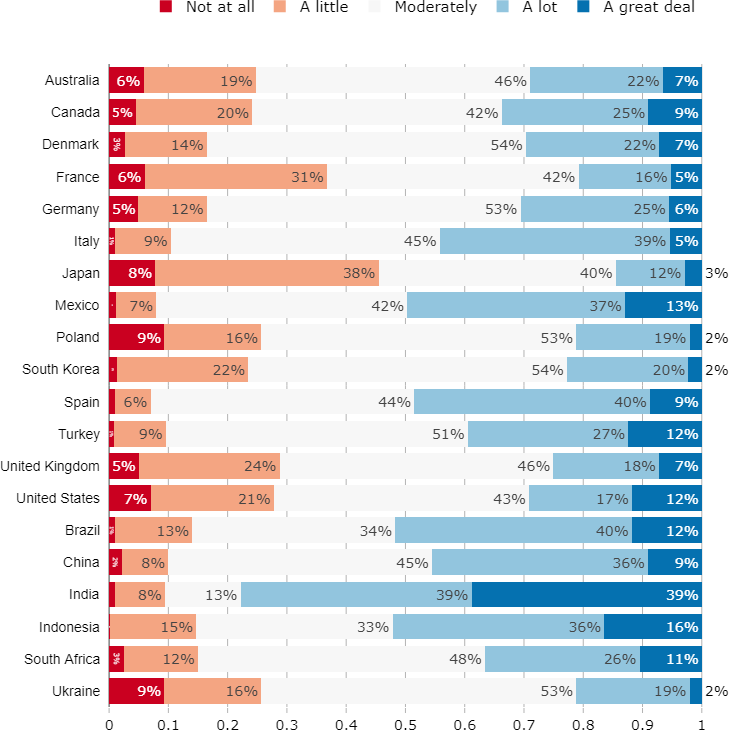 Not at all A little Moderately A lot A great deal
Australia 6% 19% 46% 22% 7%
Canada 5% 20% 42% 25% 9%
Denmark 3% 14% 54% 22% 7%
France 6% 31% 42% 16% 5%
Germany 5% 12% 53% 25% 6%
Italy 9% 45% 39% 5%
Japan 8% 38% 40% 12% 3%
Mexico 7% 42% 37% 13%
Poland 9% 16% 53% 19% 2%
South Korea 22% 54% 20% 2%
Spain 6% 44% 40% 9%
Turkey 9% 51% 27% 12%
United Kingdom 5% 24% 46% 18% 7%
United States 7% 21% 43% 17% 12%
Brazil 13% 34% 40% 12%
China 2% 8% 45% 36% 9%
India 8% 13% 39% 39%
Indonesia 15% 33% 36% 16%
South Africa 3% 12% 48% 26% 11%
Ukraine 9% 16% 53% 19% 2%
0 0.1 0.2 0.3 0.4 0.5 0.6 0.7 0.8 0.9 1